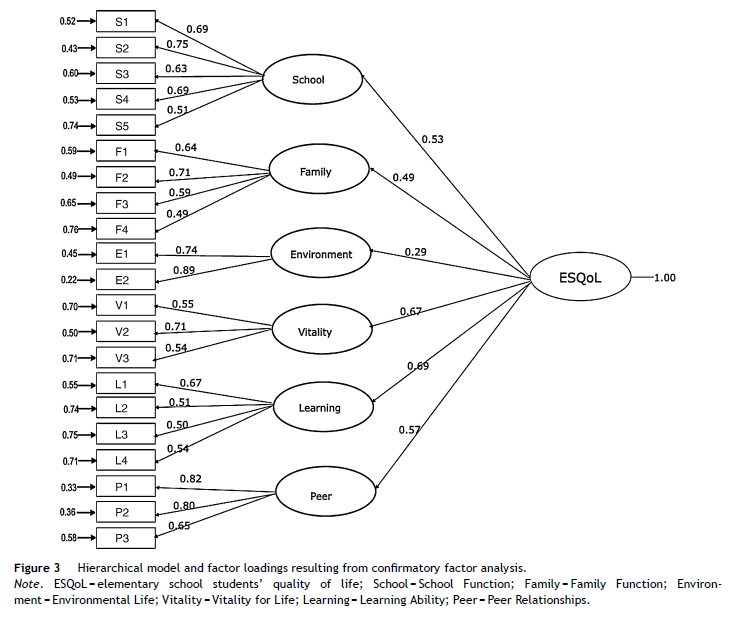 0.52 S1
0.69
0.43 S2
0.75
0.60 S3
0.63
School
0.53 S4
0.69
0.74 S5
0.51
0.53
0.59 F1
0.64
0.49 F2
0.71
Family
0.49
0.65 F3
0.59
0.76 F4
0.49
0.45 E1
0.74
Environment
0.29
0.22 E2
0.89
ESQoL 1.00
0.70 V1
0.55
0.50 V2
0.71
Vitality
0.67
0.71 V3
0.54
0.55 L1
0.67
0.69
0.74 L2
0.51
Learning
0.75 L3
0.50
0.57
0.71 L4
0.54
0.33 P1
0.82
Peer
0.36 P2
0.80
0.58 P3
0.65
Figure 3 Hierarchical model and factor loadings resulting from confirmatory factor analysis.
Note. ESQoL = elementary school students’ quality of life; School = School Function; Family = Family Function; Environ-
ment = Environmental Life; Vitality = Vitality for Life; Learning = Learning Ability; Peer = Peer Relationships.